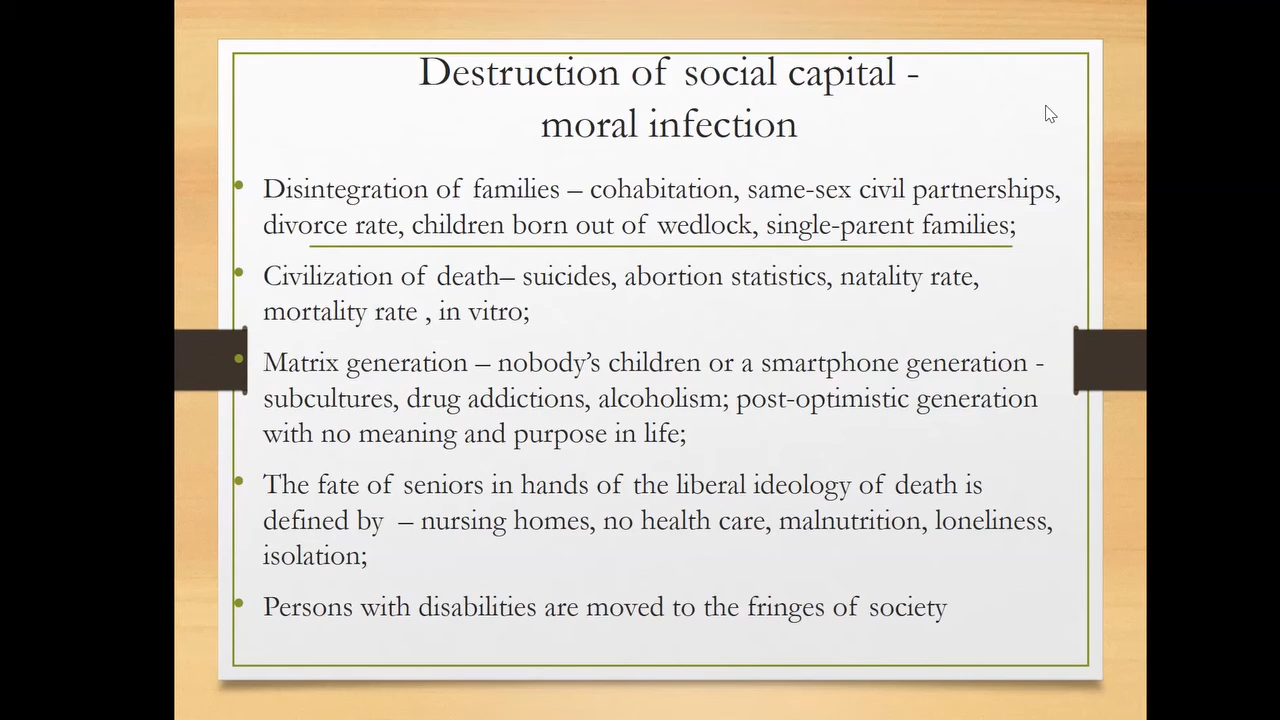 Destruction of social capital -
moral infection
• Disintegration of families – cohabitation, same-sex civil partnerships,
divorce rate, children born out of wedlock, single-parent families;
• Civilization of death– suicides, abortion statistics, natality rate,
mortality rate , in vitro;
• Matrix generation – nobody’s children or a smartphone generation -
subcultures, drug addictions, alcoholism; post-optimistic generation
with no meaning and purpose in life;
• The fate of seniors in hands of the liberal ideology of death is
defined by – nursing homes, no health care, malnutrition, loneliness,
isolation;
• Persons with disabilities are moved to the fringes of society